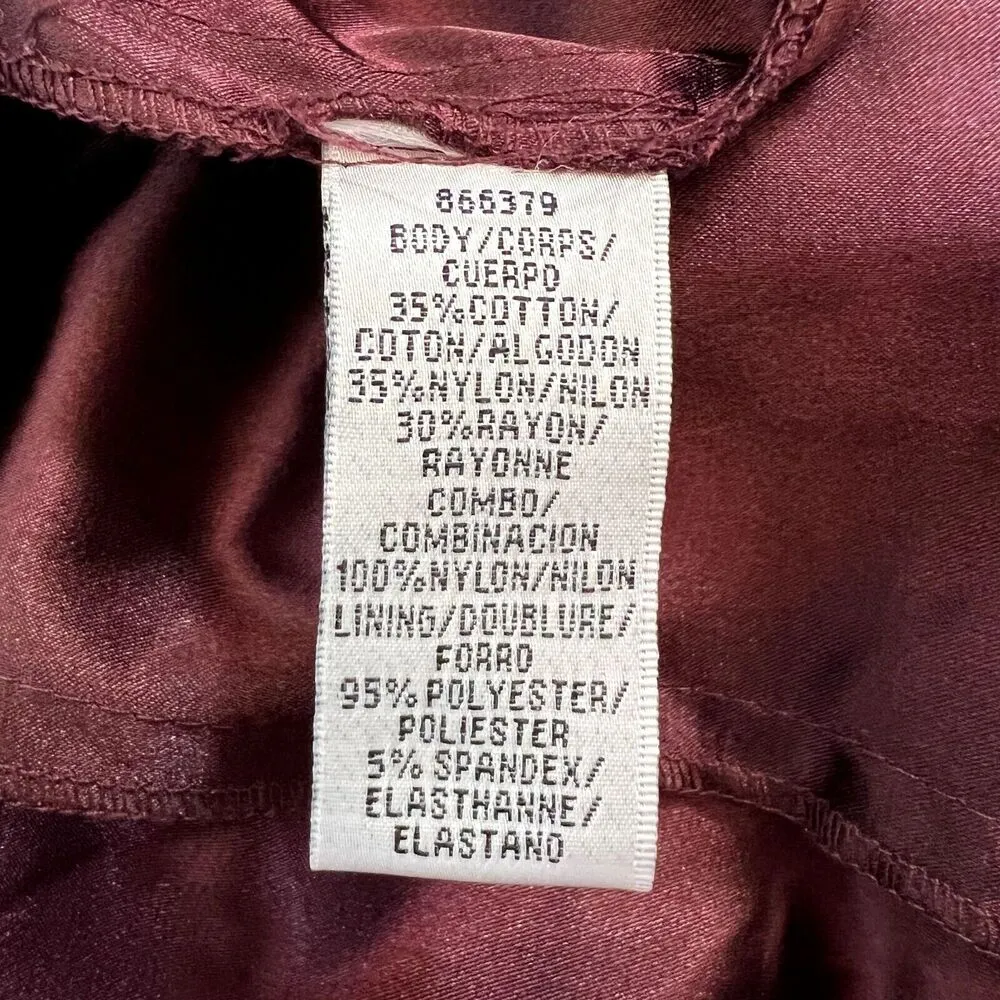 866379
BODY/CORPS/
CUERPO
35%COTTON/
COTON/ALGODON
35%NYLON/NILON
30%RAYON/
RAYONNE
COMBO/
COMBINACION
100%NYLON/NILON
LINING/DOUBLURE/
FORRO
95% POLYESTER/
POLIESTER
5% SPANDEX/
ELASTHANNE/
ELASTANO